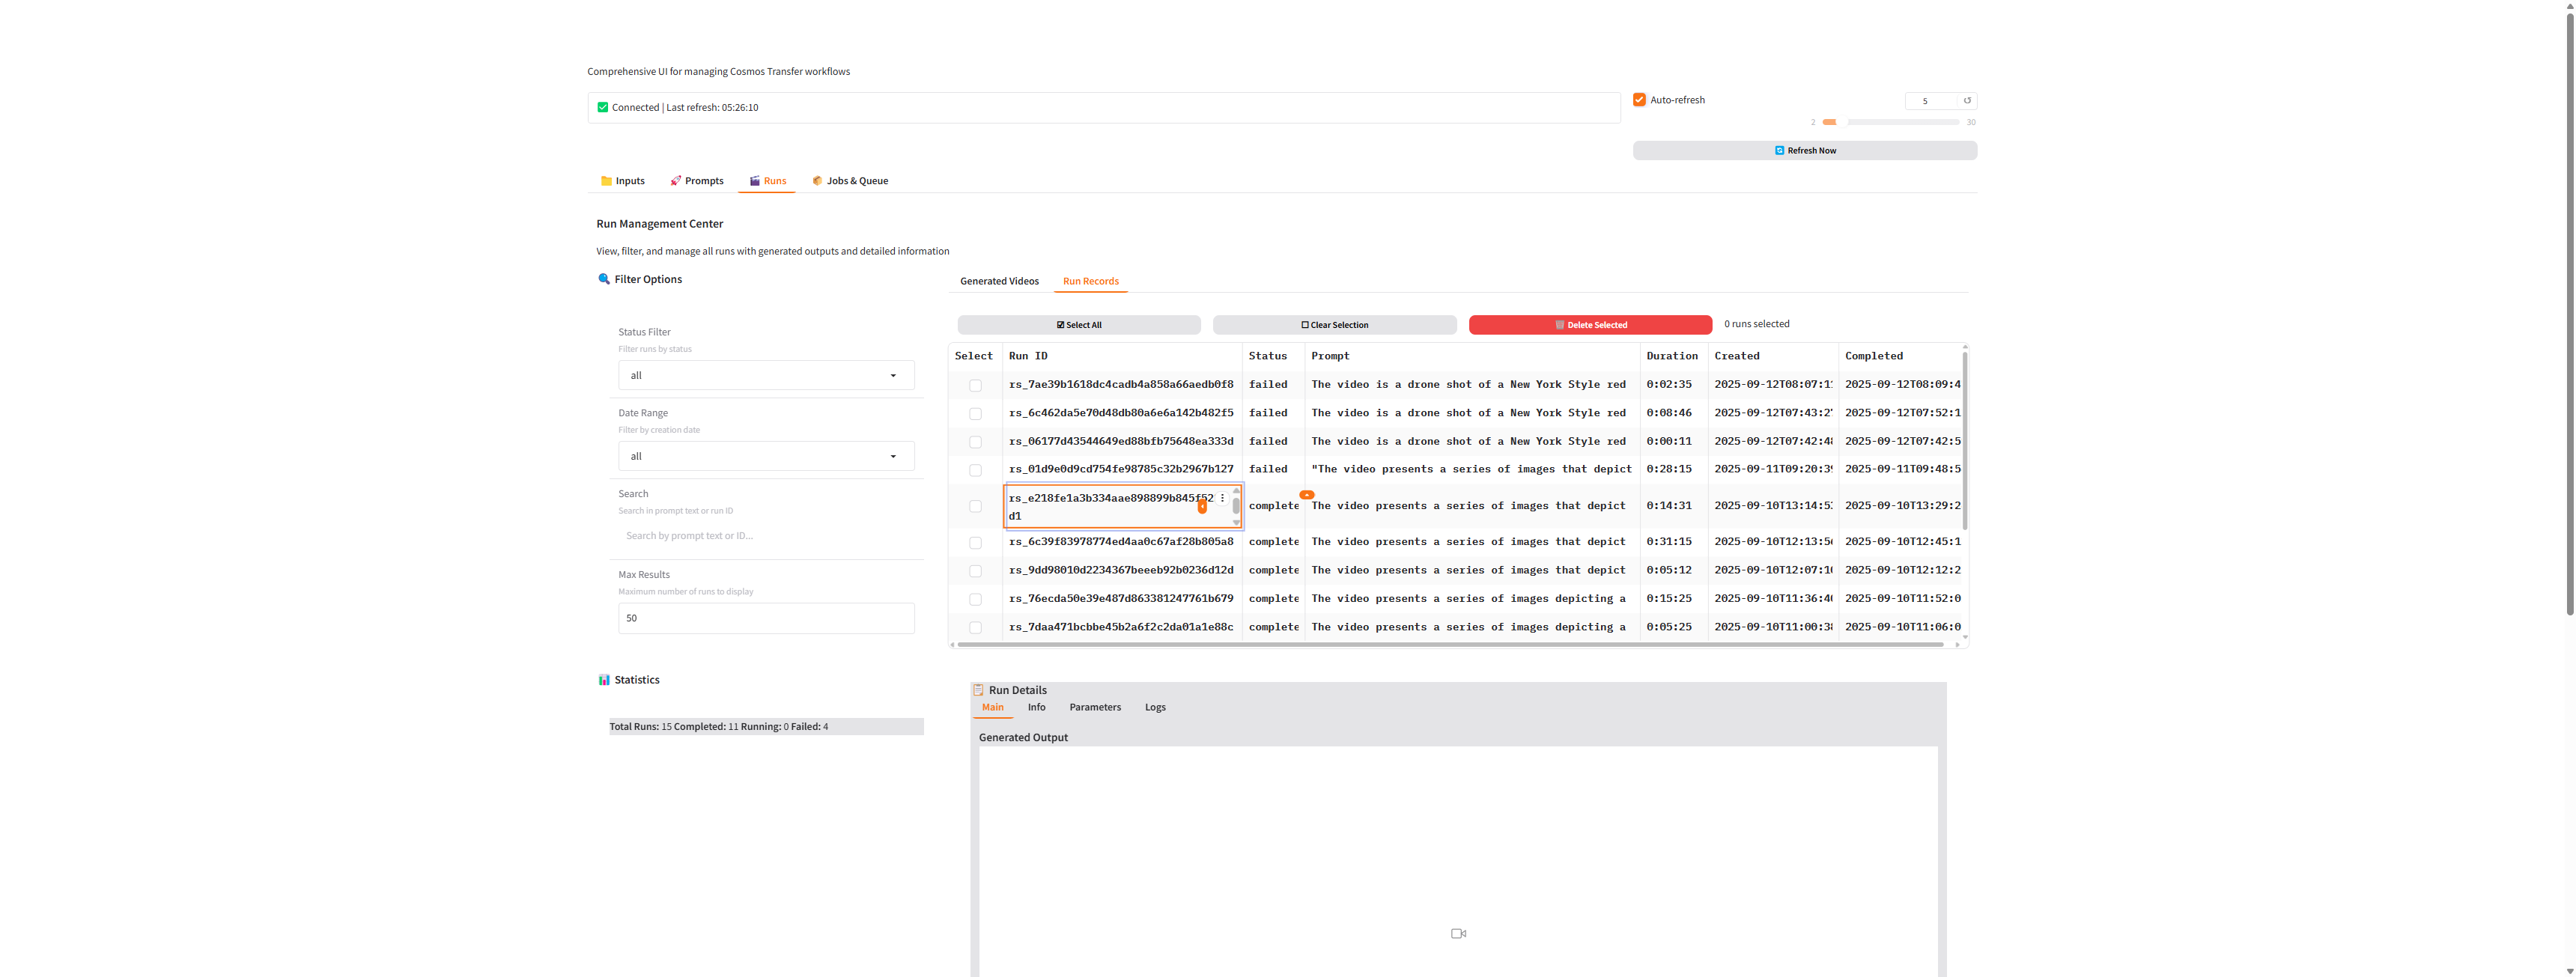 Comprehensive UI for managing Cosmos Transfer workflows
✅ Connected | Last refresh: 05:26:10
Auto-refresh
5
2
30
Refresh Now
Inputs
Prompts
Runs
Jobs & Queue
Run Management Center
View, filter, and manage all runs with generated outputs and detailed information
Filter Options
Status Filter
Filter runs by status
all
Date Range
Filter by creation date
all
Search
Search in prompt text or run ID
Search by prompt text or ID...
Max Results
Maximum number of runs to display
50
Statistics
Total Runs: 15 Completed: 11 Running: 0 Failed: 4
Generated Videos
Run Records
☑ Select All
☐ Clear Selection
Delete Selected
0 runs selected
Select Run ID Status Prompt Duration Created Completed
rs_7ae39b1618dc4cadb4a858a66aedb0f8 failed The video is a drone shot of a New York Style red 0:02:35 2025-09-12T08:07:1 2025-09-12T08:09:4
rs_6c462da5e70d48db80a6e6a142b482f5 failed The video is a drone shot of a New York Style red 0:08:46 2025-09-12T07:43:2 2025-09-12T07:52:1
rs_06177d43544649ed88bfb75648ea333d failed The video is a drone shot of a New York Style red 0:00:11 2025-09-12T07:42:4 2025-09-12T07:42:5
rs_01d9e0d9cd754fe98785c32b2967b127 failed "The video presents a series of images that depict 0:28:15 2025-09-11T09:20:3 2025-09-11T09:48:5
rs_e218fe1a3b334aae898899b845f52
d1
complete The video presents a series of images that depict 0:14:31 2025-09-10T13:14:5 2025-09-10T13:29:2
rs_6c39f83978774ed4aa0c67af28b805a8 complete The video presents a series of images that depict 0:31:15 2025-09-10T12:13:5 2025-09-10T12:45:1
rs_9dd98010d2234367beeeb92b0236d12d complete The video presents a series of images that depict 0:05:12 2025-09-10T12:07:1 2025-09-10T12:12:2
rs_76ecda50e39e487d863381247761b679 complete The video presents a series of images depicting a 0:15:25 2025-09-10T11:36:4 2025-09-10T11:52:0
rs_7daa471bcbbe45b2a6f2c2da01a1e88c complete The video presents a series of images depicting a 0:05:25 2025-09-10T11:00:3 2025-09-10T11:06:0
Run Details
Main
Info
Parameters
Logs
Generated Output